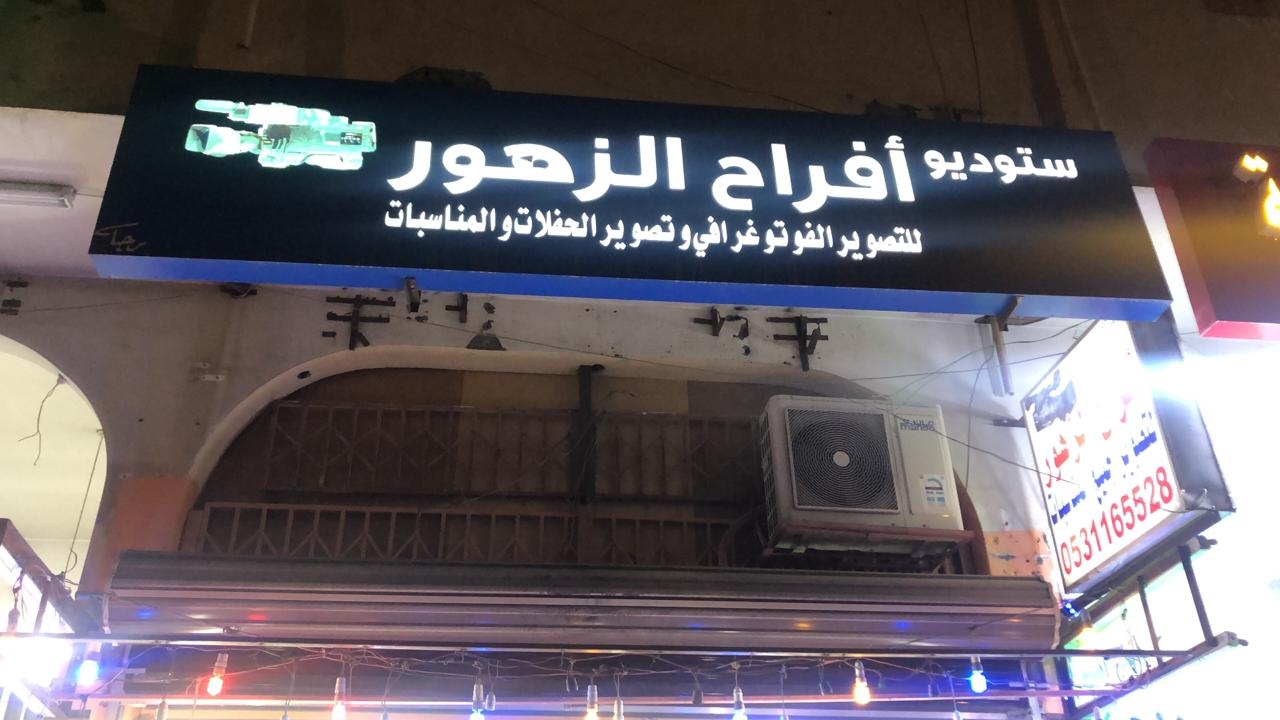 ستوديو أفراح الزهور
للتصوير الفوتوغرافي وتصوير الحفلات والمناسبات
0531165528